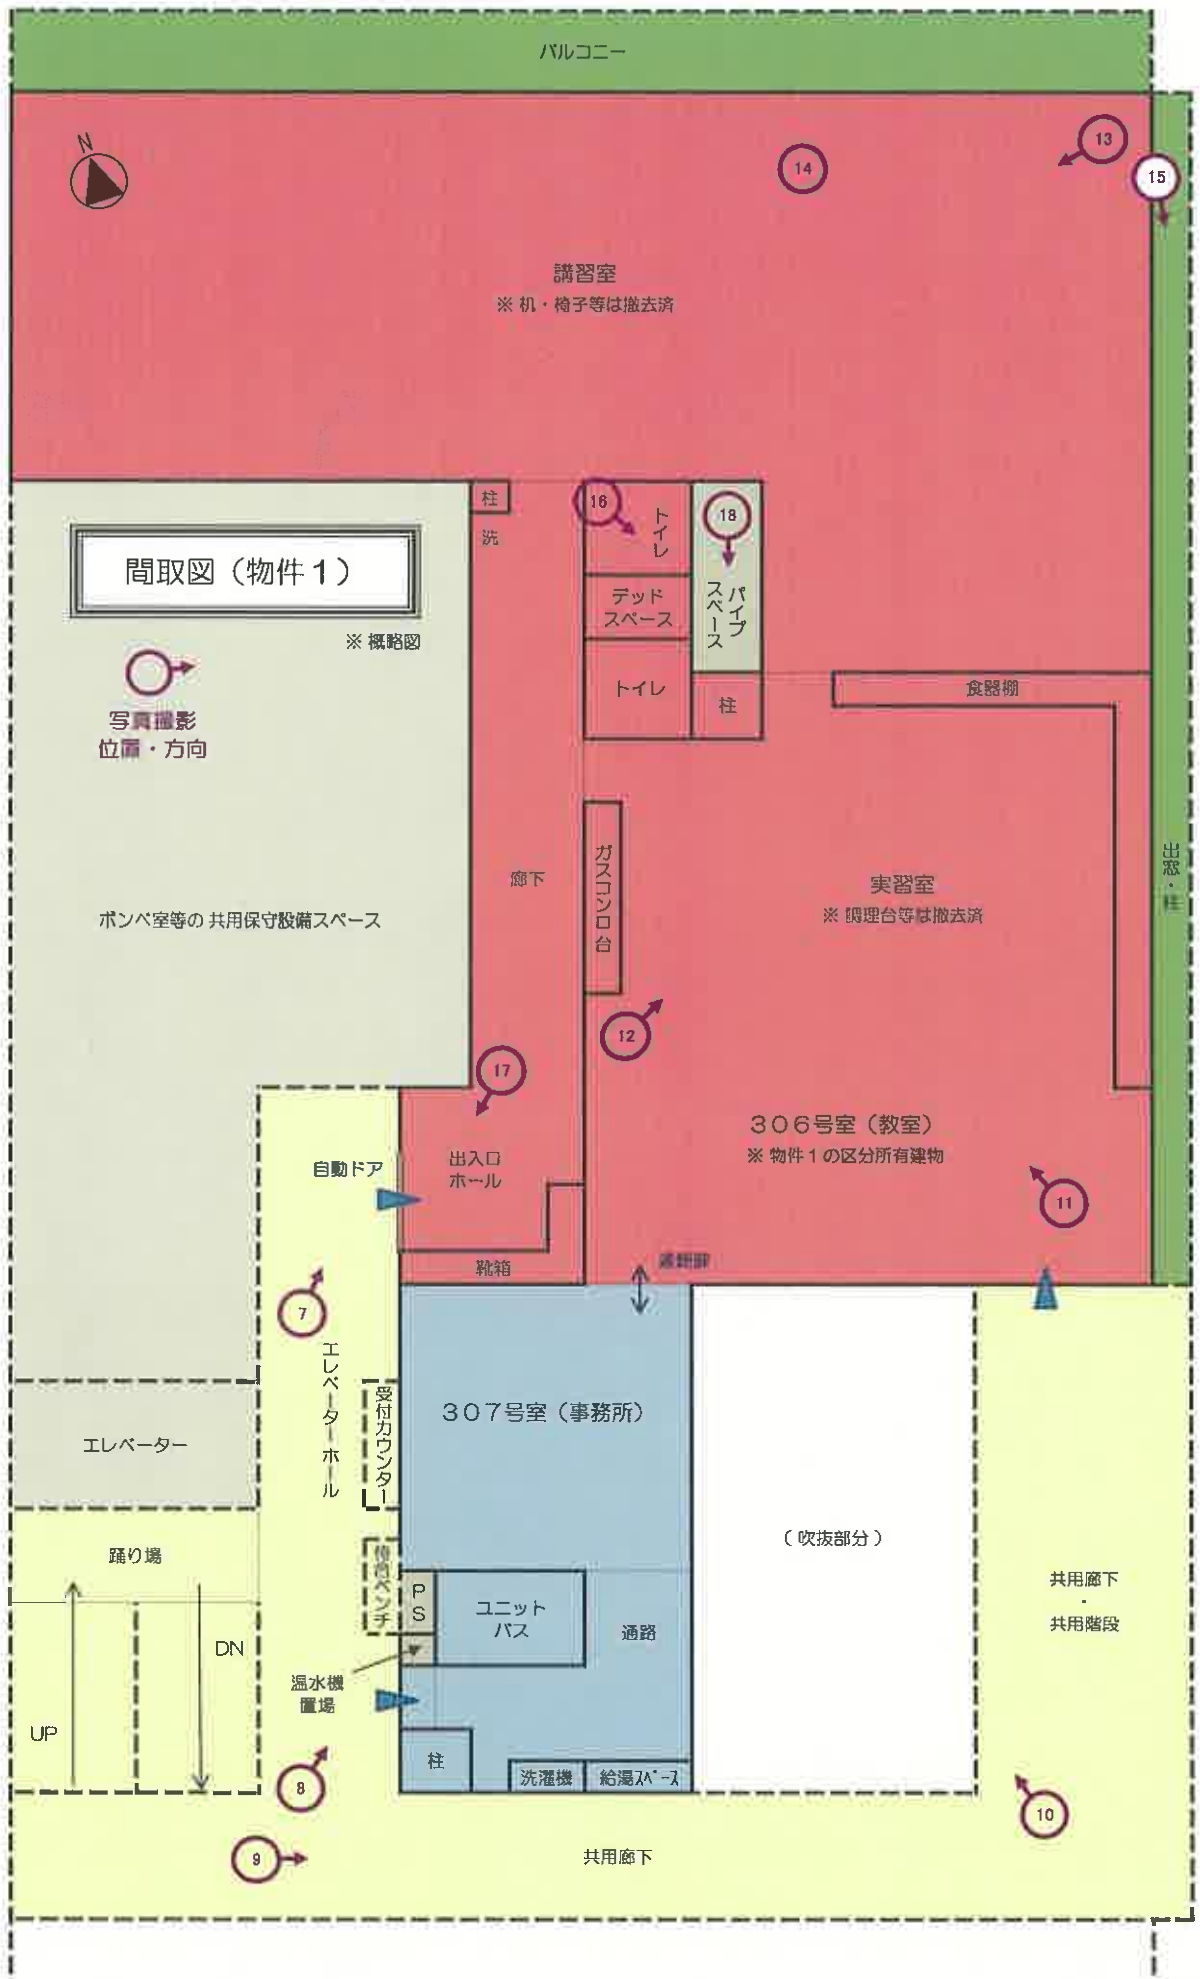 バルコニー
N
13
14
15
講習室
※ 机・椅子等は撤去済
柱
洗
16
トイレ
18
パイプ
スペース
間取図（物件１）
※ 概略図
デッド
スペース
トイレ
柱
食器棚
写真撮影
位置・方向
ガスコンロ台
廊下
実習室
※ 調理台等は撤去済
出窓・柱
ボンベ室等の共用保守設備スペース
12
17
３０６号室（教室）
※ 物件１の区分所有建物
自動ドア
出入口
ホール
11
靴箱
7
エレベーターホール
受付カウンター
３０７号室（事務所）
エレベーター
（吹抜部分）
踊り場
待合ベンチ
PS
ユニット
バス
通路
共用廊下
・
共用階段
DN
温水機
置場
UP
柱
洗濯機
給湯ｽﾍﾟｰｽ
8
10
9
共用廊下